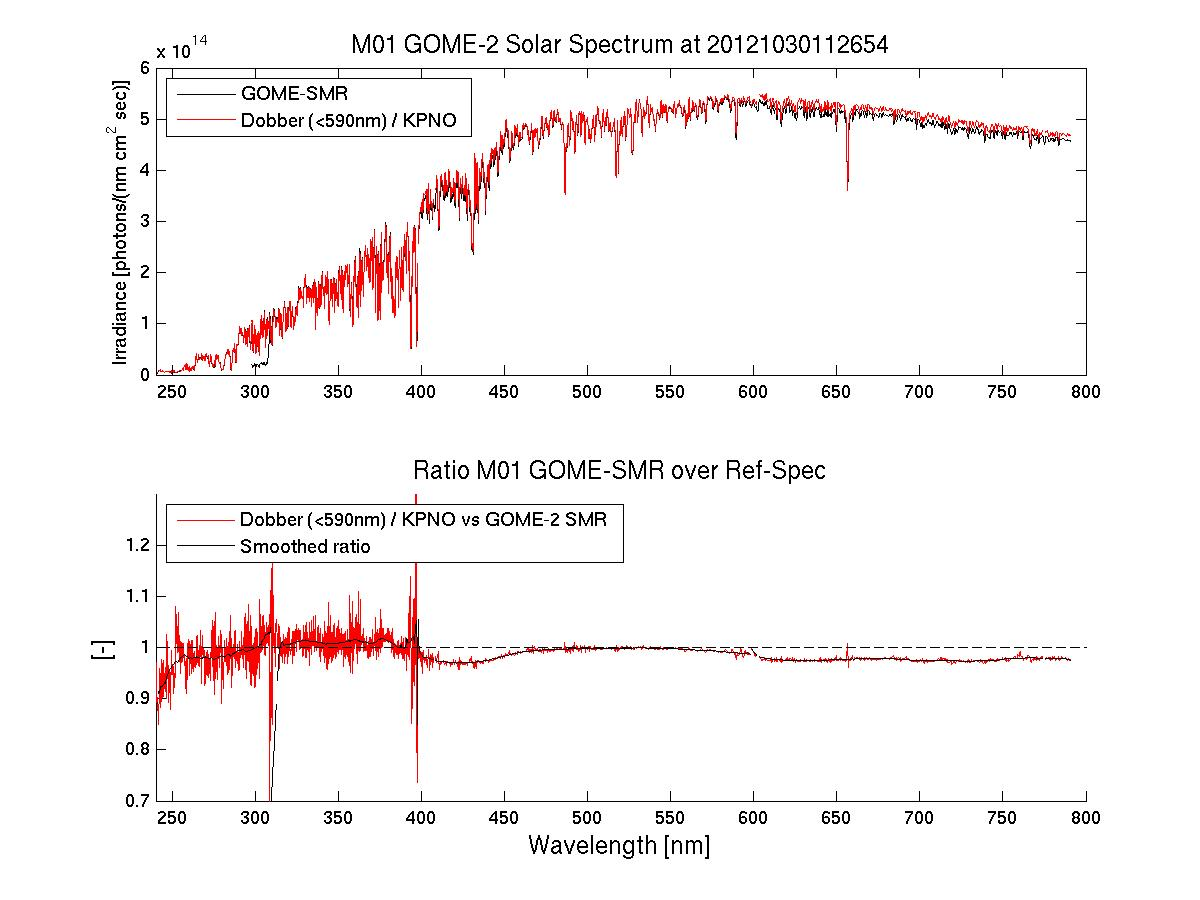 M01 GOME-2 Solar Spectrum at 20121030112654
x 10^14
Irradiance [photons/(nm cm^2 sec)]
6
5
4
3
2
1
0
GOME-SMR
Dobber (<590nm) / KPNO
250 300 350 400 450 500 550 600 650 700 750 800
Ratio M01 GOME-SMR over Ref-Spec
[-]
1.2
1.1
1
0.9
0.8
0.7
Dobber (<590nm) / KPNO vs GOME-2 SMR
Smoothed ratio
250 300 350 400 450 500 550 600 650 700 750 800
Wavelength [nm]